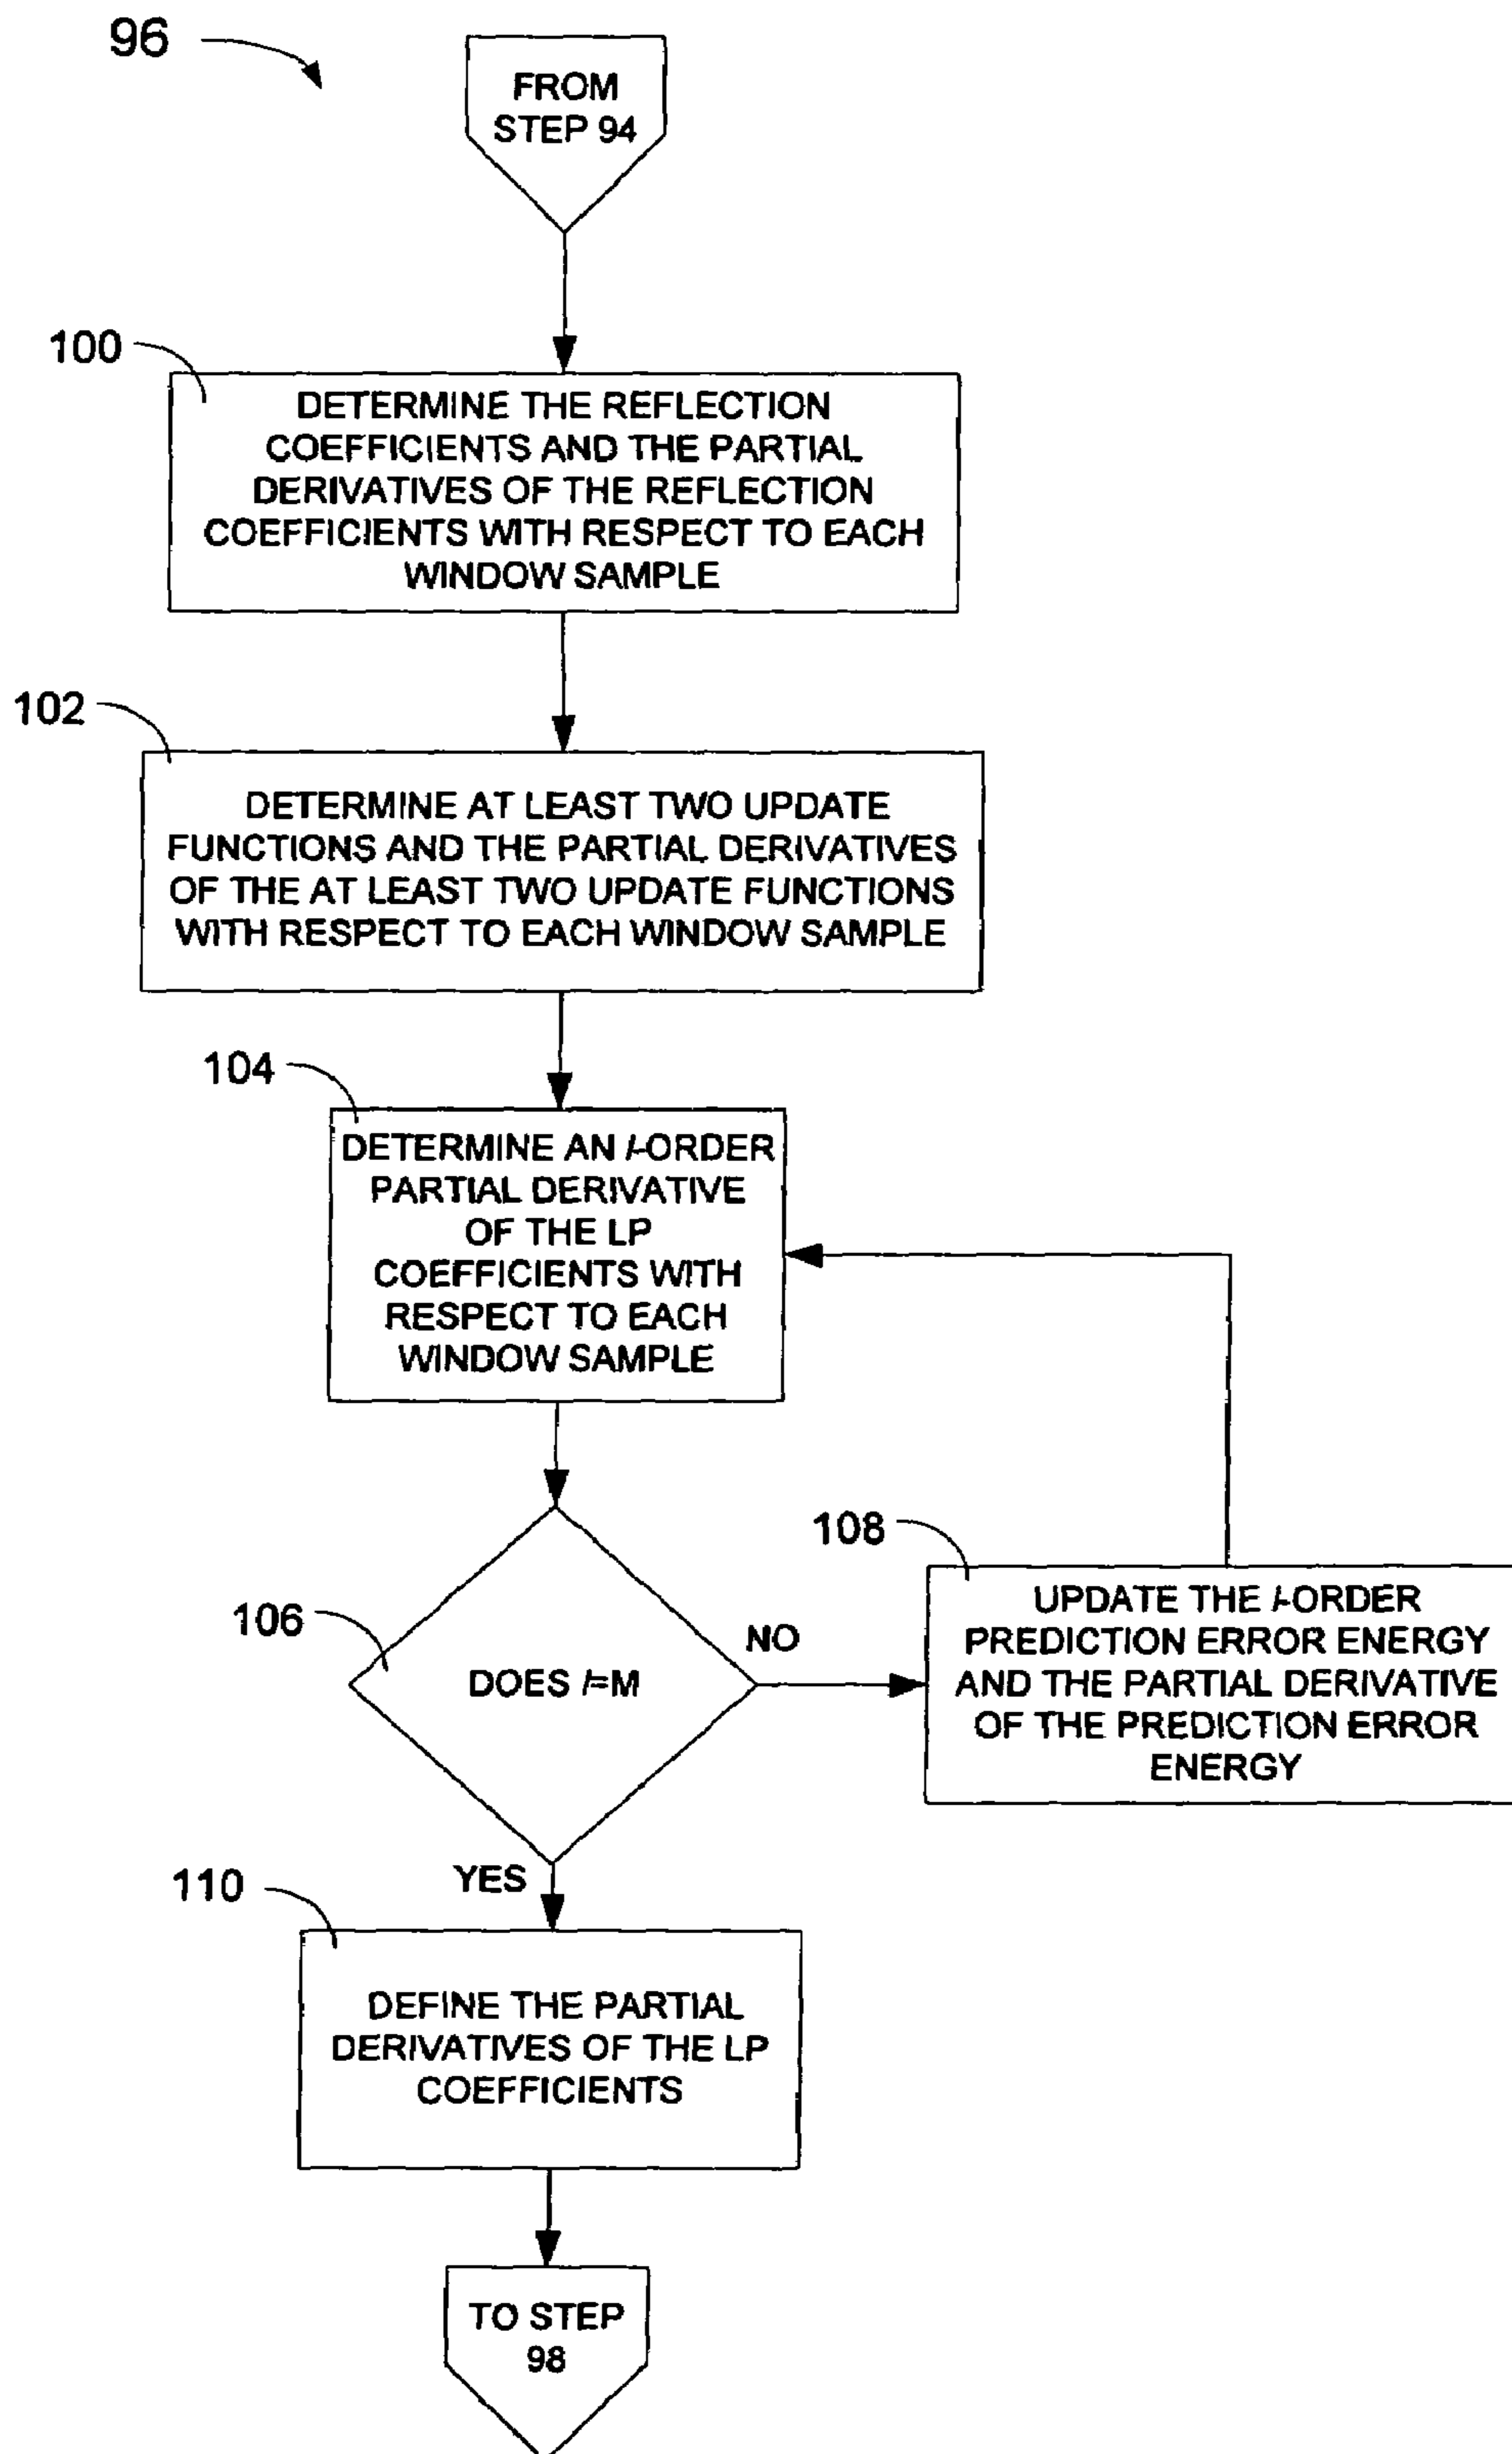 96
FROM
STEP 94
100
DETERMINE THE REFLECTION
COEFFICIENTS AND THE PARTIAL
DERIVATIVES OF THE REFLECTION
COEFFICIENTS WITH RESPECT TO EACH
WINDOW SAMPLE
102
DETERMINE AT LEAST TWO UPDATE
FUNCTIONS AND THE PARTIAL DERIVATIVES
OF THE AT LEAST TWO UPDATE FUNCTIONS
WITH RESPECT TO EACH WINDOW SAMPLE
104
DETERMINE AN l-ORDER
PARTIAL DERIVATIVE
OF THE LP
COEFFICIENTS WITH
RESPECT TO EACH
WINDOW SAMPLE
106
DOES l=M
NO
108
UPDATE THE l-ORDER
PREDICTION ERROR ENERGY
AND THE PARTIAL DERIVATIVE
OF THE PREDICTION ERROR
ENERGY
YES
110
DEFINE THE PARTIAL
DERIVATIVES OF THE LP
COEFFICIENTS
TO STEP
98